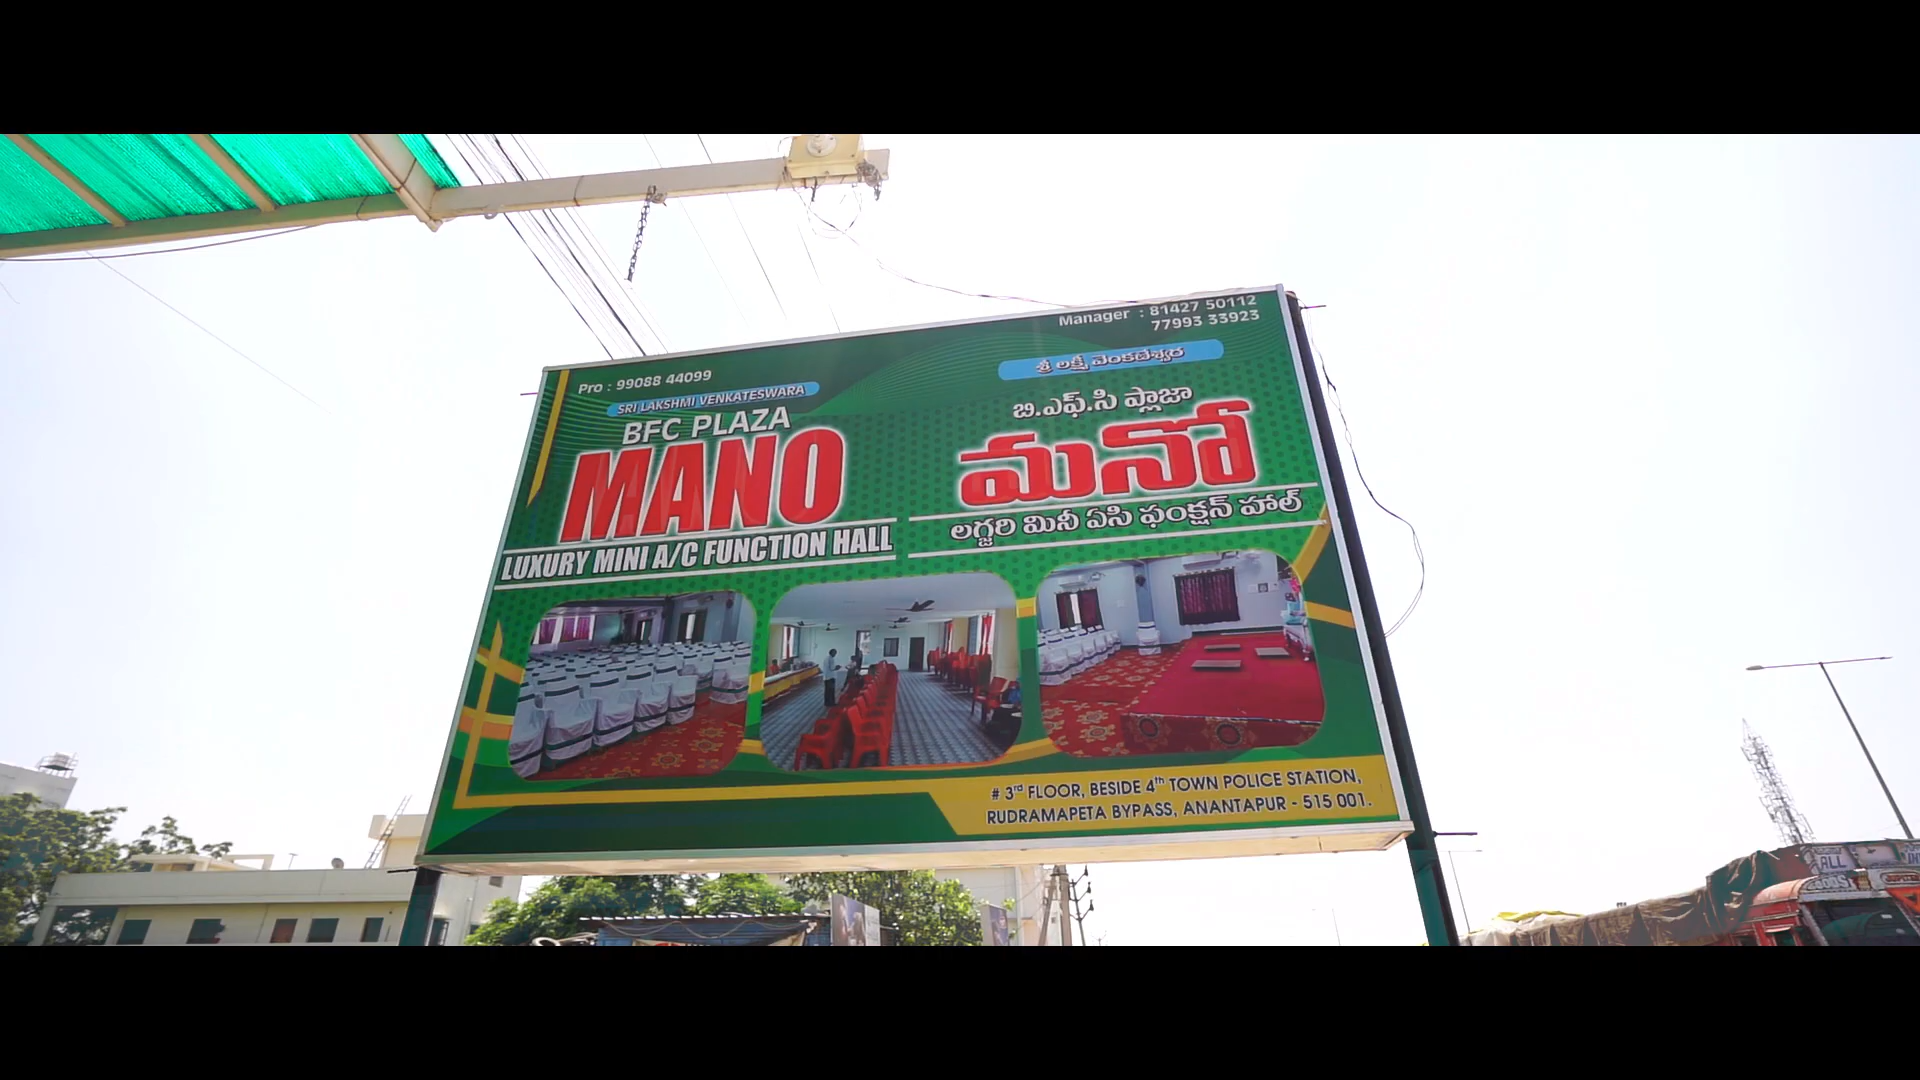 Pro : 99088 44099
SRI LAKSHMI VENKATESWARA
BFC PLAZA
MANO
LUXURY MINI A/C FUNCTION HALL
Manager : 81427 50112
77993 33923
శ్రీ లక్ష్మీ వెంకటేశ్వర
బి.ఎఫ్.సి ప్లాజా
మనో
లగ్జరి మినీ ఏసి ఫంక్షన్ హాల్
# 3rd FLOOR, BESIDE 4th TOWN POLICE STATION,
RUDRAMAPETA BYPASS, ANANTAPUR - 515 001.
ALL
GOODS